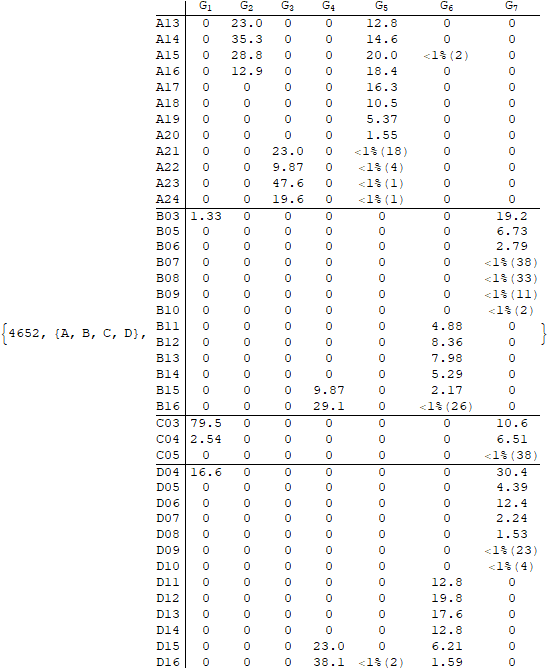 G₁ G₂ G₃ G₄ G₅ G₆ G₇
A13 0 23.0 0 0 12.8 0 0
A14 0 35.3 0 0 14.6 0 0
A15 0 28.8 0 0 20.0 <1%(2) 0
A16 0 12.9 0 0 18.4 0 0
A17 0 0 0 0 16.3 0 0
A18 0 0 0 0 10.5 0 0
A19 0 0 0 0 5.37 0 0
A20 0 0 0 0 1.55 0 0
A21 0 0 23.0 0 <1%(18) 0 0
A22 0 0 9.87 0 <1%(4) 0 0
A23 0 0 47.6 0 <1%(1) 0 0
A24 0 0 19.6 0 <1%(1) 0 0
B03 1.33 0 0 0 0 0 19.2
B05 0 0 0 0 0 0 6.73
B06 0 0 0 0 0 0 2.79
B07 0 0 0 0 0 0 <1%(38)
B08 0 0 0 0 0 0 <1%(33)
B09 0 0 0 0 0 0 <1%(11)
B10 0 0 0 0 0 0 <1%(2)
B11 0 0 0 0 0 4.88 0
{4652, {A, B, C, D}, B12 0 0 0 0 0 8.36 0 }
B13 0 0 0 0 0 7.98 0
B14 0 0 0 0 0 5.29 0
B15 0 0 0 9.87 0 2.17 0
B16 0 0 0 29.1 0 <1%(26) 0
C03 79.5 0 0 0 0 0 10.6
C04 2.54 0 0 0 0 0 6.51
C05 0 0 0 0 0 0 <1%(38)
D04 16.6 0 0 0 0 0 30.4
D05 0 0 0 0 0 0 4.39
D06 0 0 0 0 0 0 12.4
D07 0 0 0 0 0 0 2.24
D08 0 0 0 0 0 0 1.53
D09 0 0 0 0 0 0 <1%(23)
D10 0 0 0 0 0 0 <1%(4)
D11 0 0 0 0 0 12.8 0
D12 0 0 0 0 0 19.8 0
D13 0 0 0 0 0 17.6 0
D14 0 0 0 0 0 12.8 0
D15 0 0 0 23.0 0 6.21 0
D16 0 0 0 38.1 <1%(2) 1.59 0